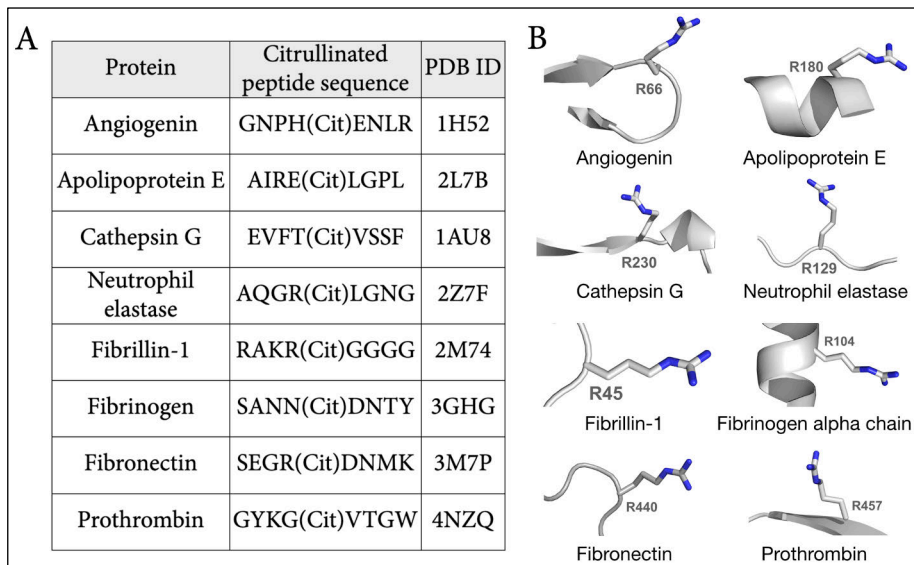 A
Protein
Citrullinated
peptide sequence
PDB ID
Angiogenin
GNPH(Cit)ENLR
1H52
Apolipoprotein E
AIRE(Cit)LGPL
2L7B
Cathepsin G
EVFT(Cit)VSSF
1AU8
Neutrophil
elastase
AQGR(Cit)LGNG
2Z7F
Fibrillin-1
RAKR(Cit)GGGG
2M74
Fibrinogen
SANN(Cit)DNTY
3GHG
Fibronectin
SEGR(Cit)DNMK
3M7P
Prothrombin
GYKG(Cit)VTGW
4NZQ
B
R66
Angiogenin
R180
Apolipoprotein E
R230
Cathepsin G
R129
Neutrophil elastase
R45
Fibrillin-1
R104
Fibrinogen alpha chain
R440
Fibronectin
R457
Prothrombin